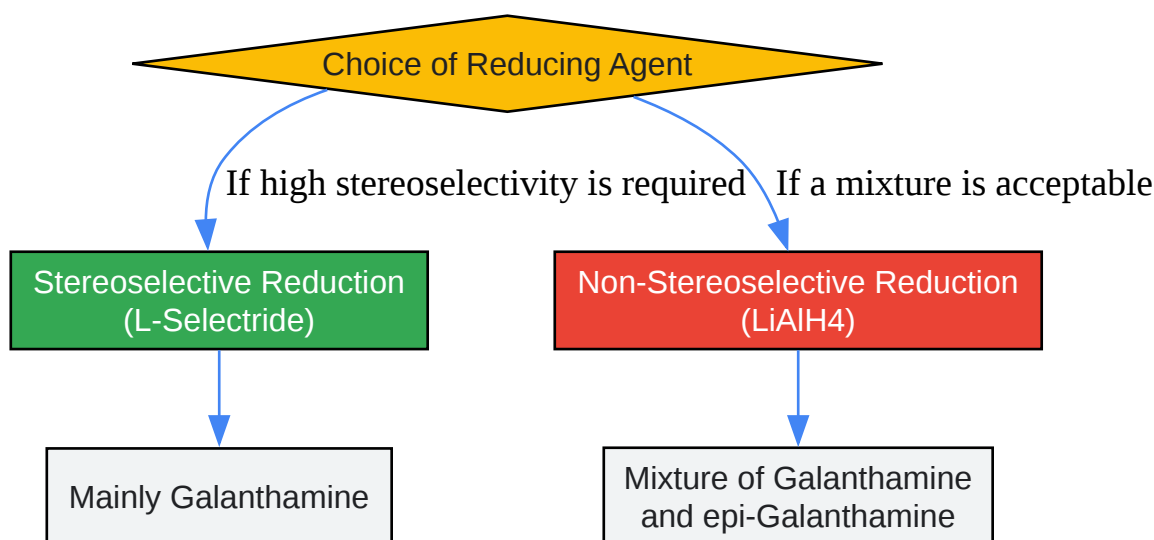 Choice of Reducing Agent
If high stereoselectivity is required
If a mixture is acceptable
Stereoselective Reduction
(L-Selectride)
Non-Stereoselective Reduction
(LiAlH4)
Mainly Galanthamine
Mixture of Galanthamine
and epi-Galanthamine